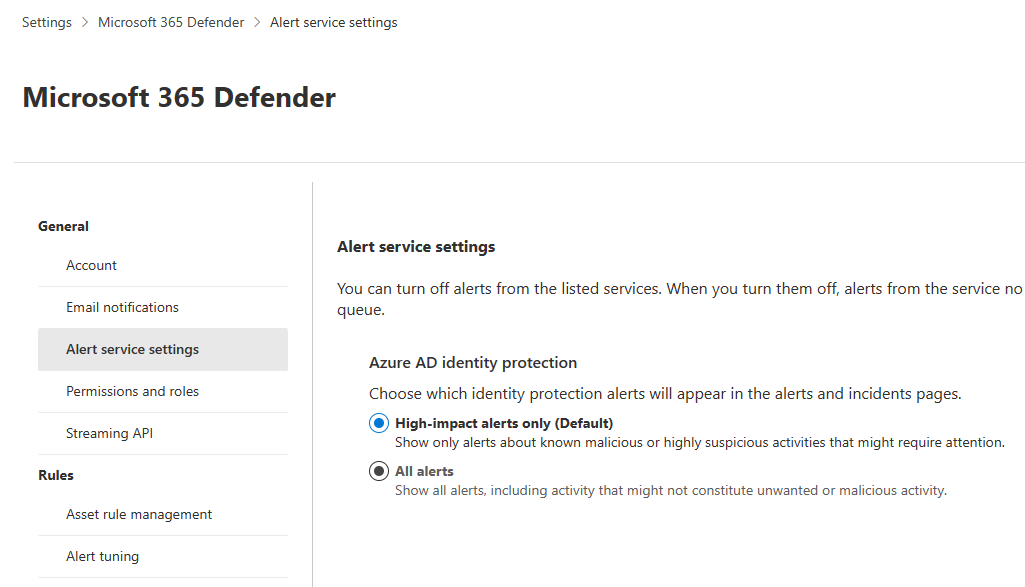 Settings > Microsoft 365 Defender > Alert service settings
Microsoft 365 Defender
General
Account
Email notifications
Alert service settings
Permissions and roles
Streaming API
Rules
Asset rule management
Alert tuning
Alert service settings
You can turn off alerts from the listed services. When you turn them off, alerts from the service no
queue.
Azure AD identity protection
Choose which identity protection alerts will appear in the alerts and incidents pages.
High-impact alerts only (Default)
Show only alerts about known malicious or highly suspicious activities that might require attention.
All alerts
Show all alerts, including activity that might not constitute unwanted or malicious activity.